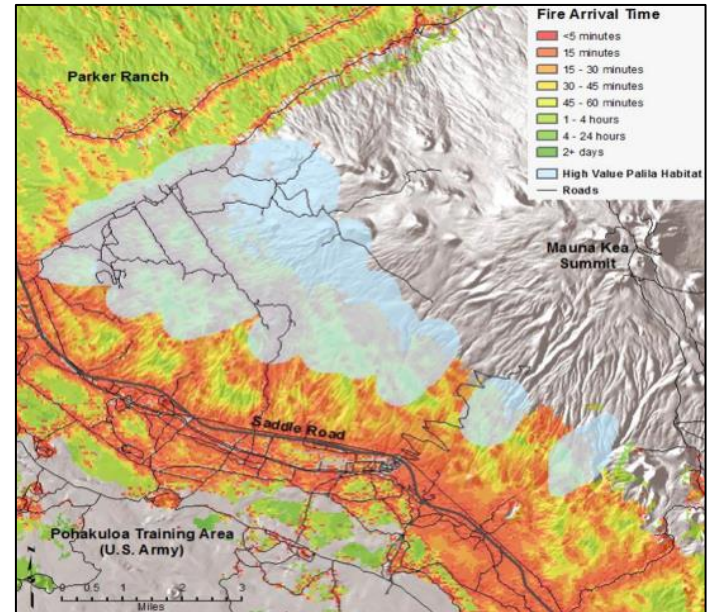 Fire Arrival Time
<5 minutes
15 minutes
15 - 30 minutes
30 - 45 minutes
45 - 60 minutes
1 - 4 hours
4 - 24 hours
2+ days
High Value Palila Habitat
Roads
Parker Ranch
Mauna Kea
Summit
Saddle Road
Pohakuloa Training Area
(U.S. Army)
0 0.5 1 2 3
Miles